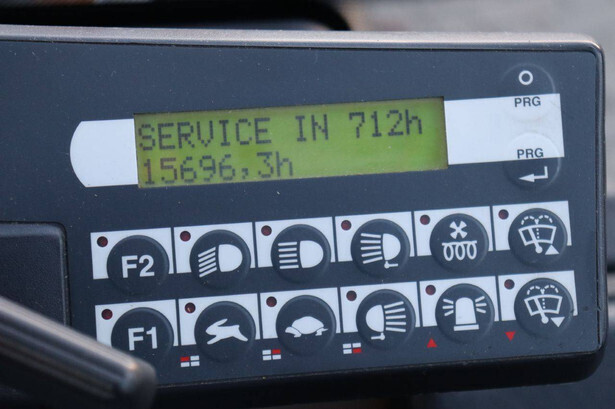 PRG
SERVICE IN 712h
15696,3h
PRG
F2
F1